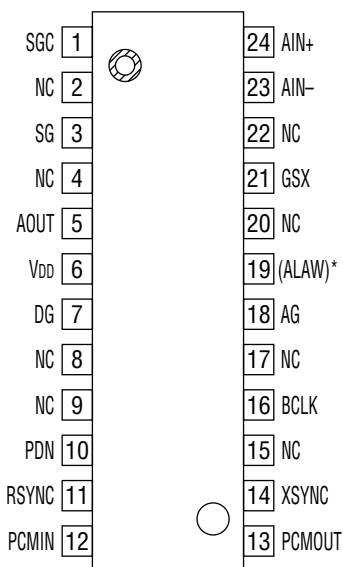 SGC 1 24 AIN+
NC 2 23 AIN–
SG 3 22 NC
NC 4 21 GSX
AOUT 5 20 NC
VDD 6 19 (ALAW)*
DG 7 18 AG
NC 8 17 NC
NC 9 16 BCLK
PDN 10 15 NC
RSYNC 11 14 XSYNC
PCMIN 12 13 PCMOUT